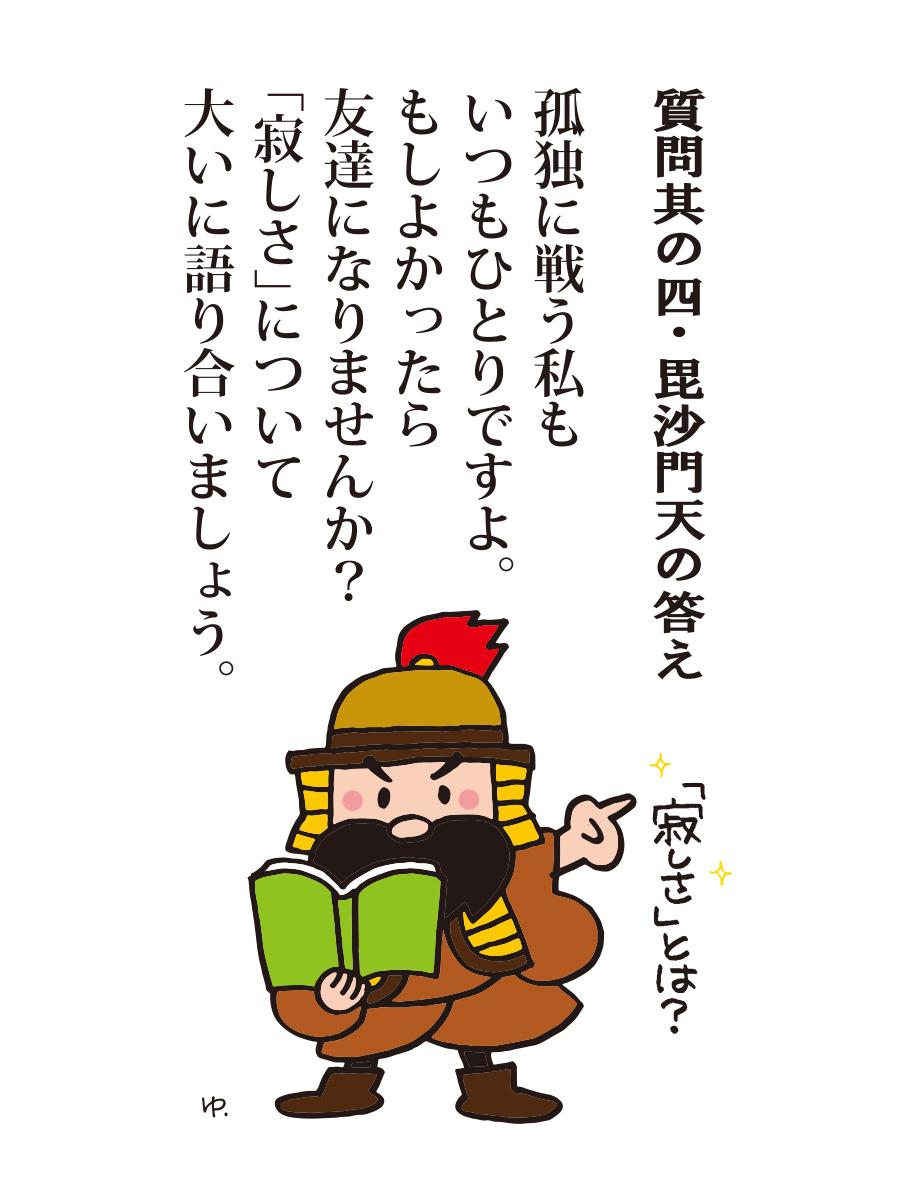 質問其の四・毘沙門天の答え
孤独に戦う私も
いつもひとりですよ。
もしよかったら
友達になりませんか？
「寂しさ」について
大いに語り合いましょう。
「寂しさ」とは？
ゆ.